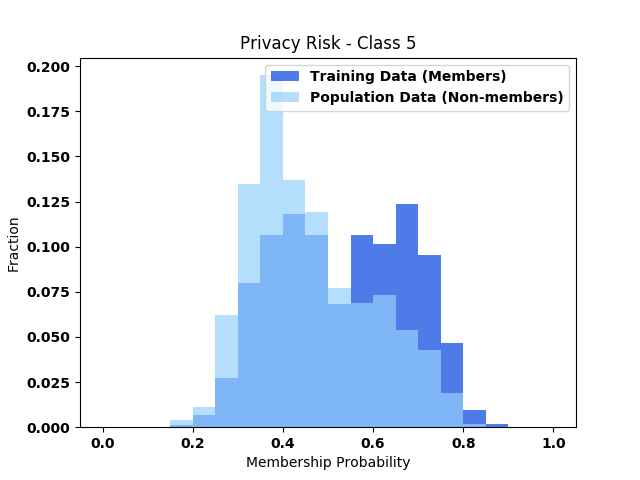 Privacy Risk - Class 5
Training Data (Members)
Population Data (Non-members)
0.200
0.175
0.150
0.125
0.100
0.075
0.050
0.025
0.000
Fraction
0.0 0.2 0.4 0.6 0.8 1.0
Membership Probability